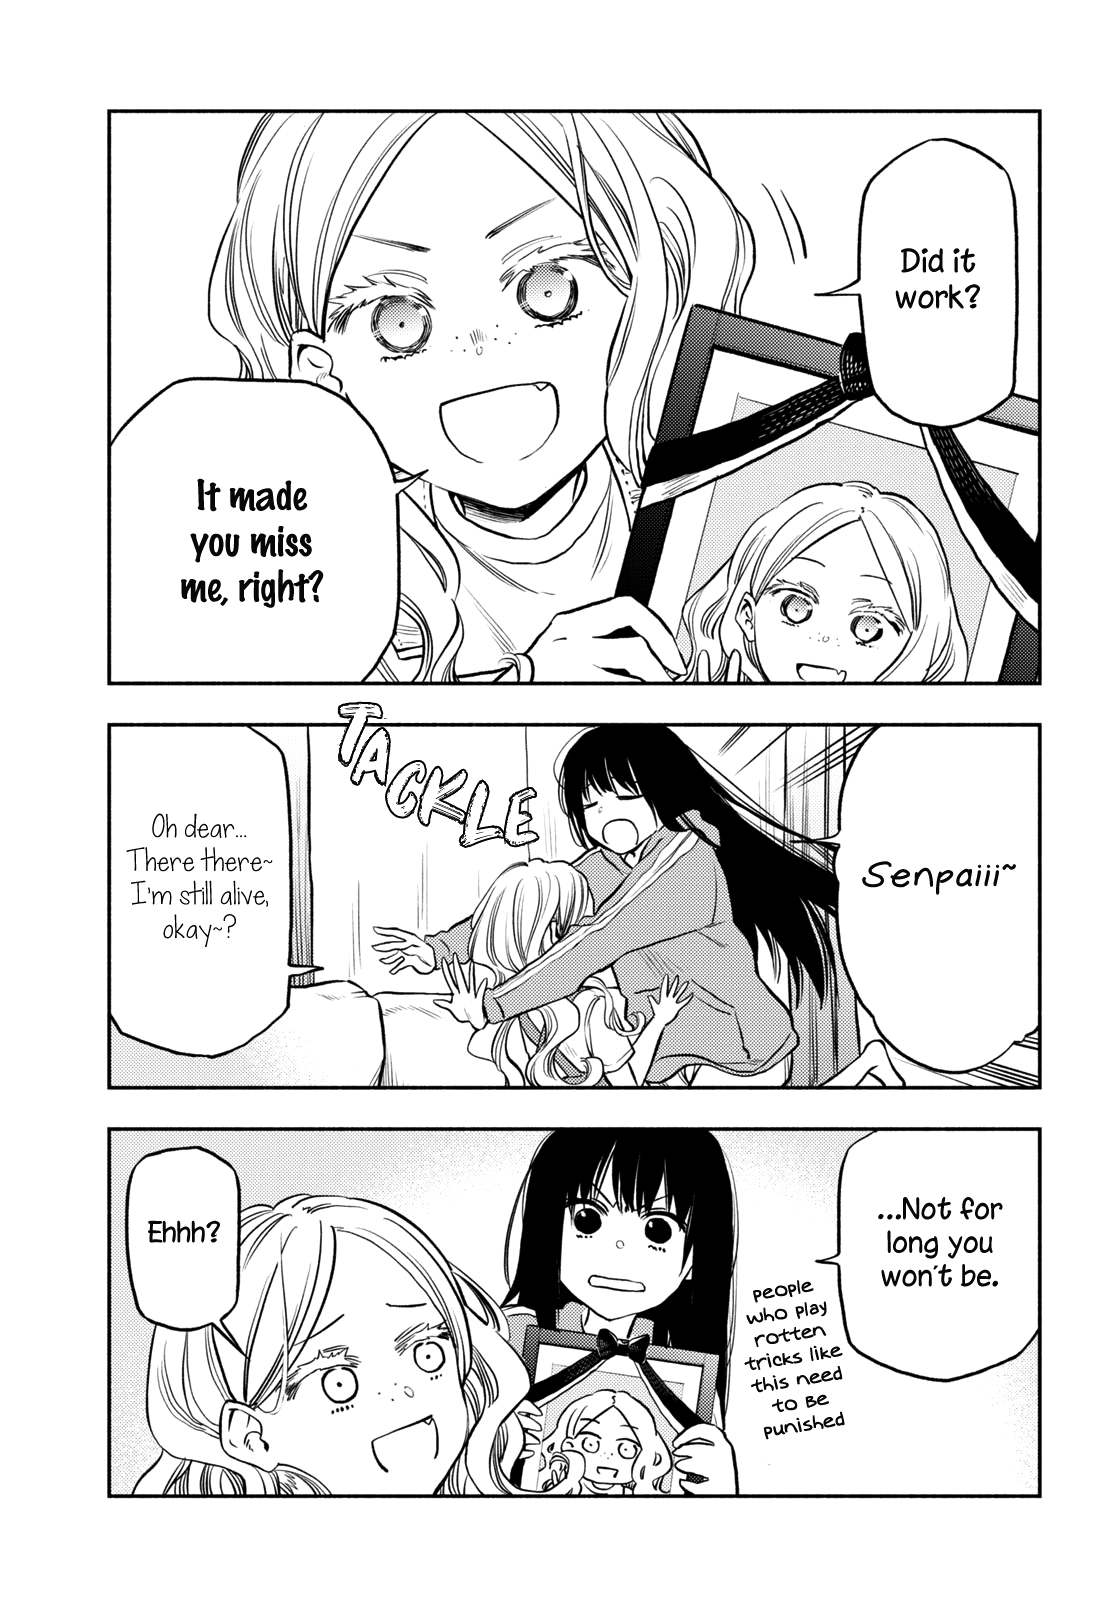 Did it
work?
It made
you miss
me, right?
TACKLE
Senpaiii~
Oh dear...
There there~
I'm still alive,
okay~?
...Not for
long you
won't be.
people
who play
rotten
tricks like
this need
to be
punished
Ehhh?